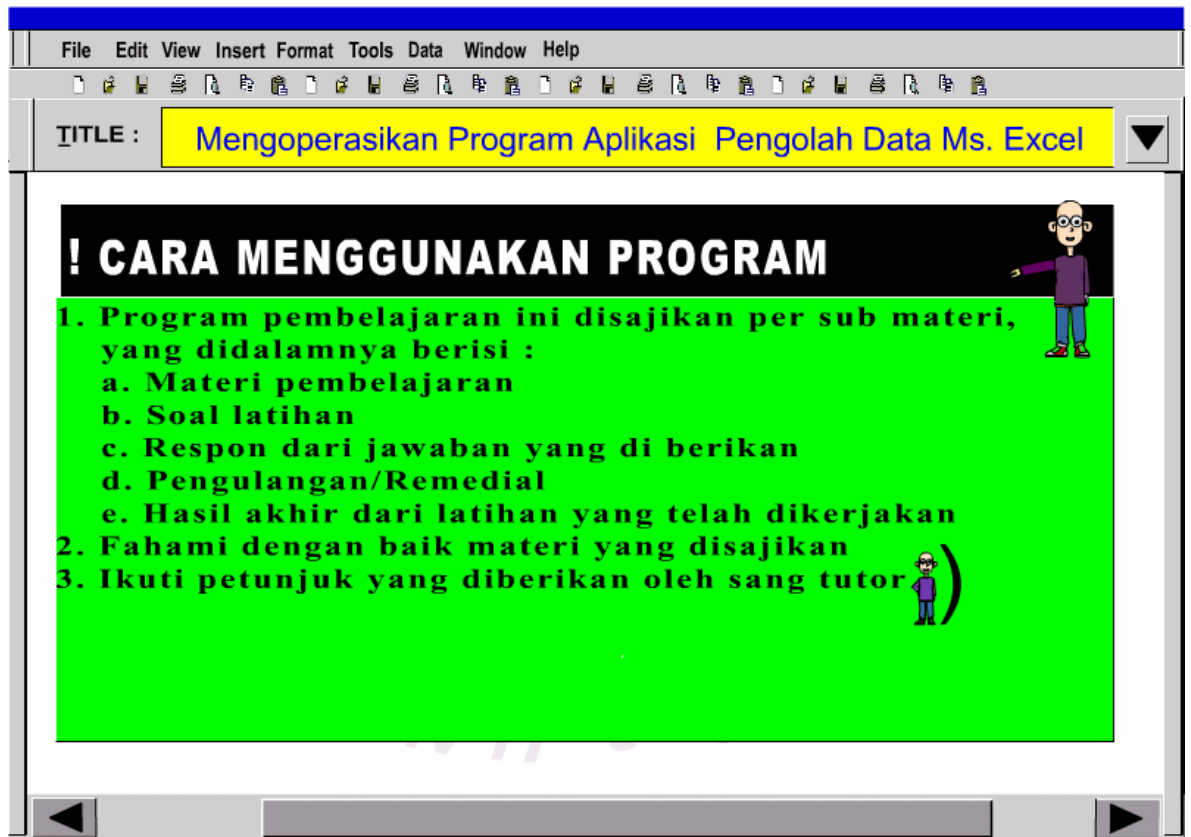 File Edit View Insert Format Tools Data Window Help
TITLE : Mengoperasikan Program Aplikasi Pengolah Data Ms. Excel
! CARA MENGGUNAKAN PROGRAM
1. Program pembelajaran ini disajikan per sub materi,
yang didalamnya berisi :
a. Materi pembelajaran
b. Soal latihan
c. Respon dari jawaban yang di berikan
d. Pengulangan/Remedial
e. Hasil akhir dari latihan yang telah dikerjakan
2. Fahami dengan baik materi yang disajikan
3. Ikuti petunjuk yang diberikan oleh sang tutor )